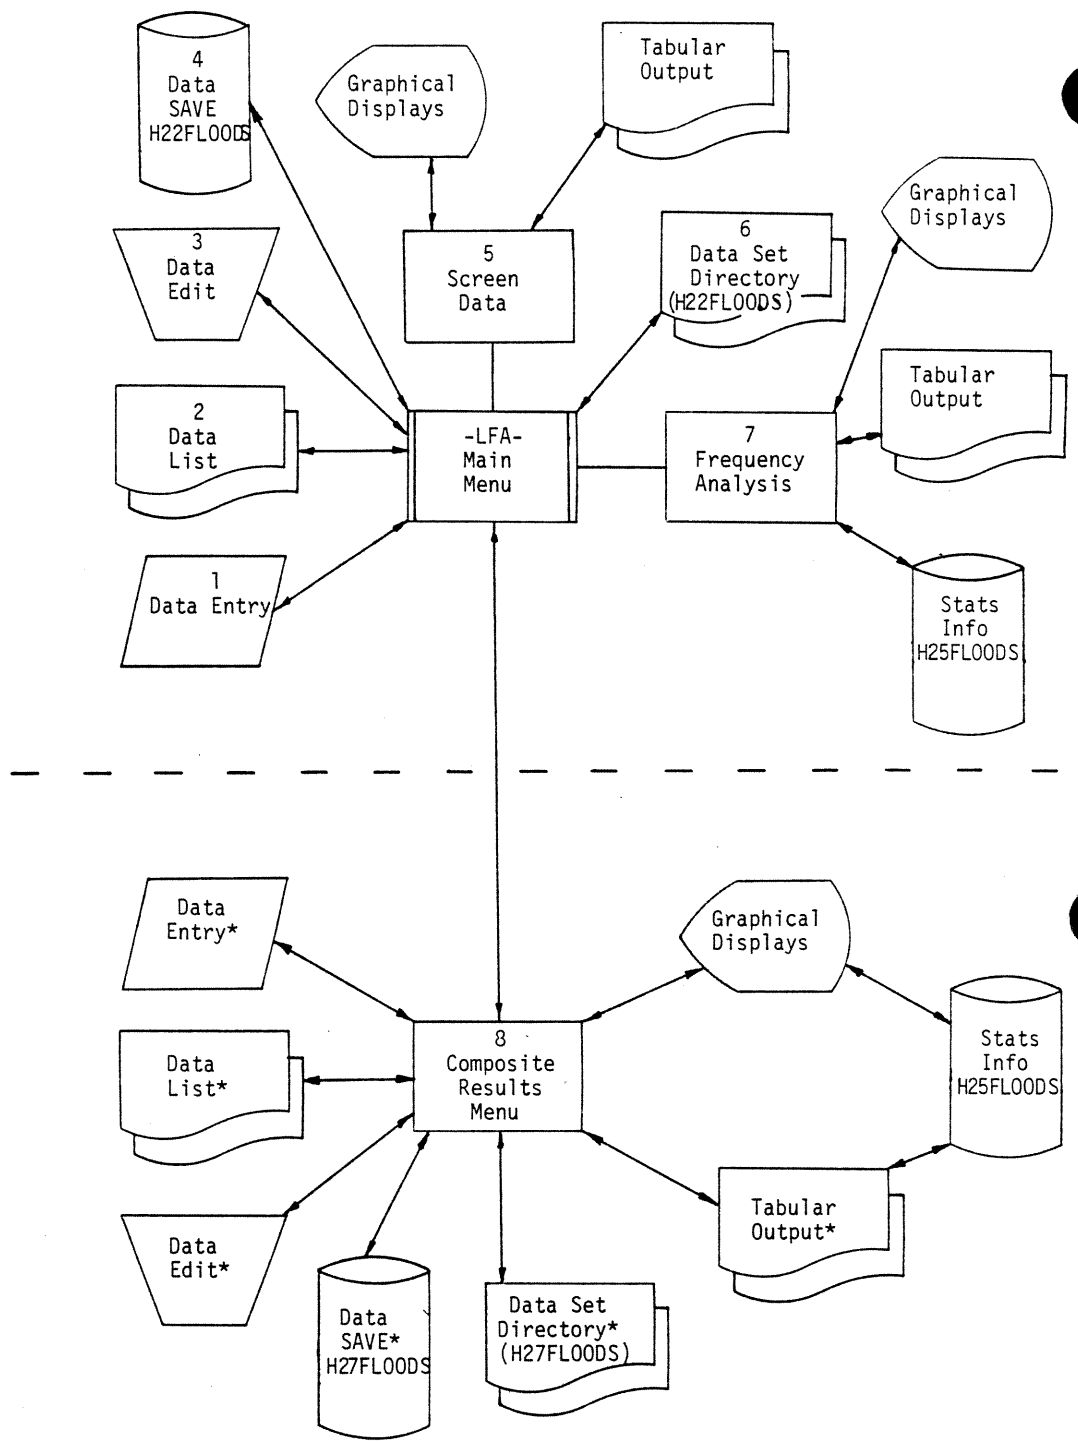 4
Data
SAVE
H22FLOODS
Graphical
Displays
Tabular
Output
Graphical
Displays
3
Data
Edit
5
Screen
Data
6
Data Set
Directory
(H22FLOODS)
Tabular
Output
2
Data
List
-LFA-
Main
Menu
7
Frequency
Analysis
1
Data Entry
Stats
Info
H25FLOODS
Data
Entry*
Graphical
Displays
Data
List*
8
Composite
Results
Menu
Stats
Info
H25FLOODS
Data
Edit*
Tabular
Output*
Data
SAVE*
H27FLOODS
Data Set
Directory*
(H27FLOODS)